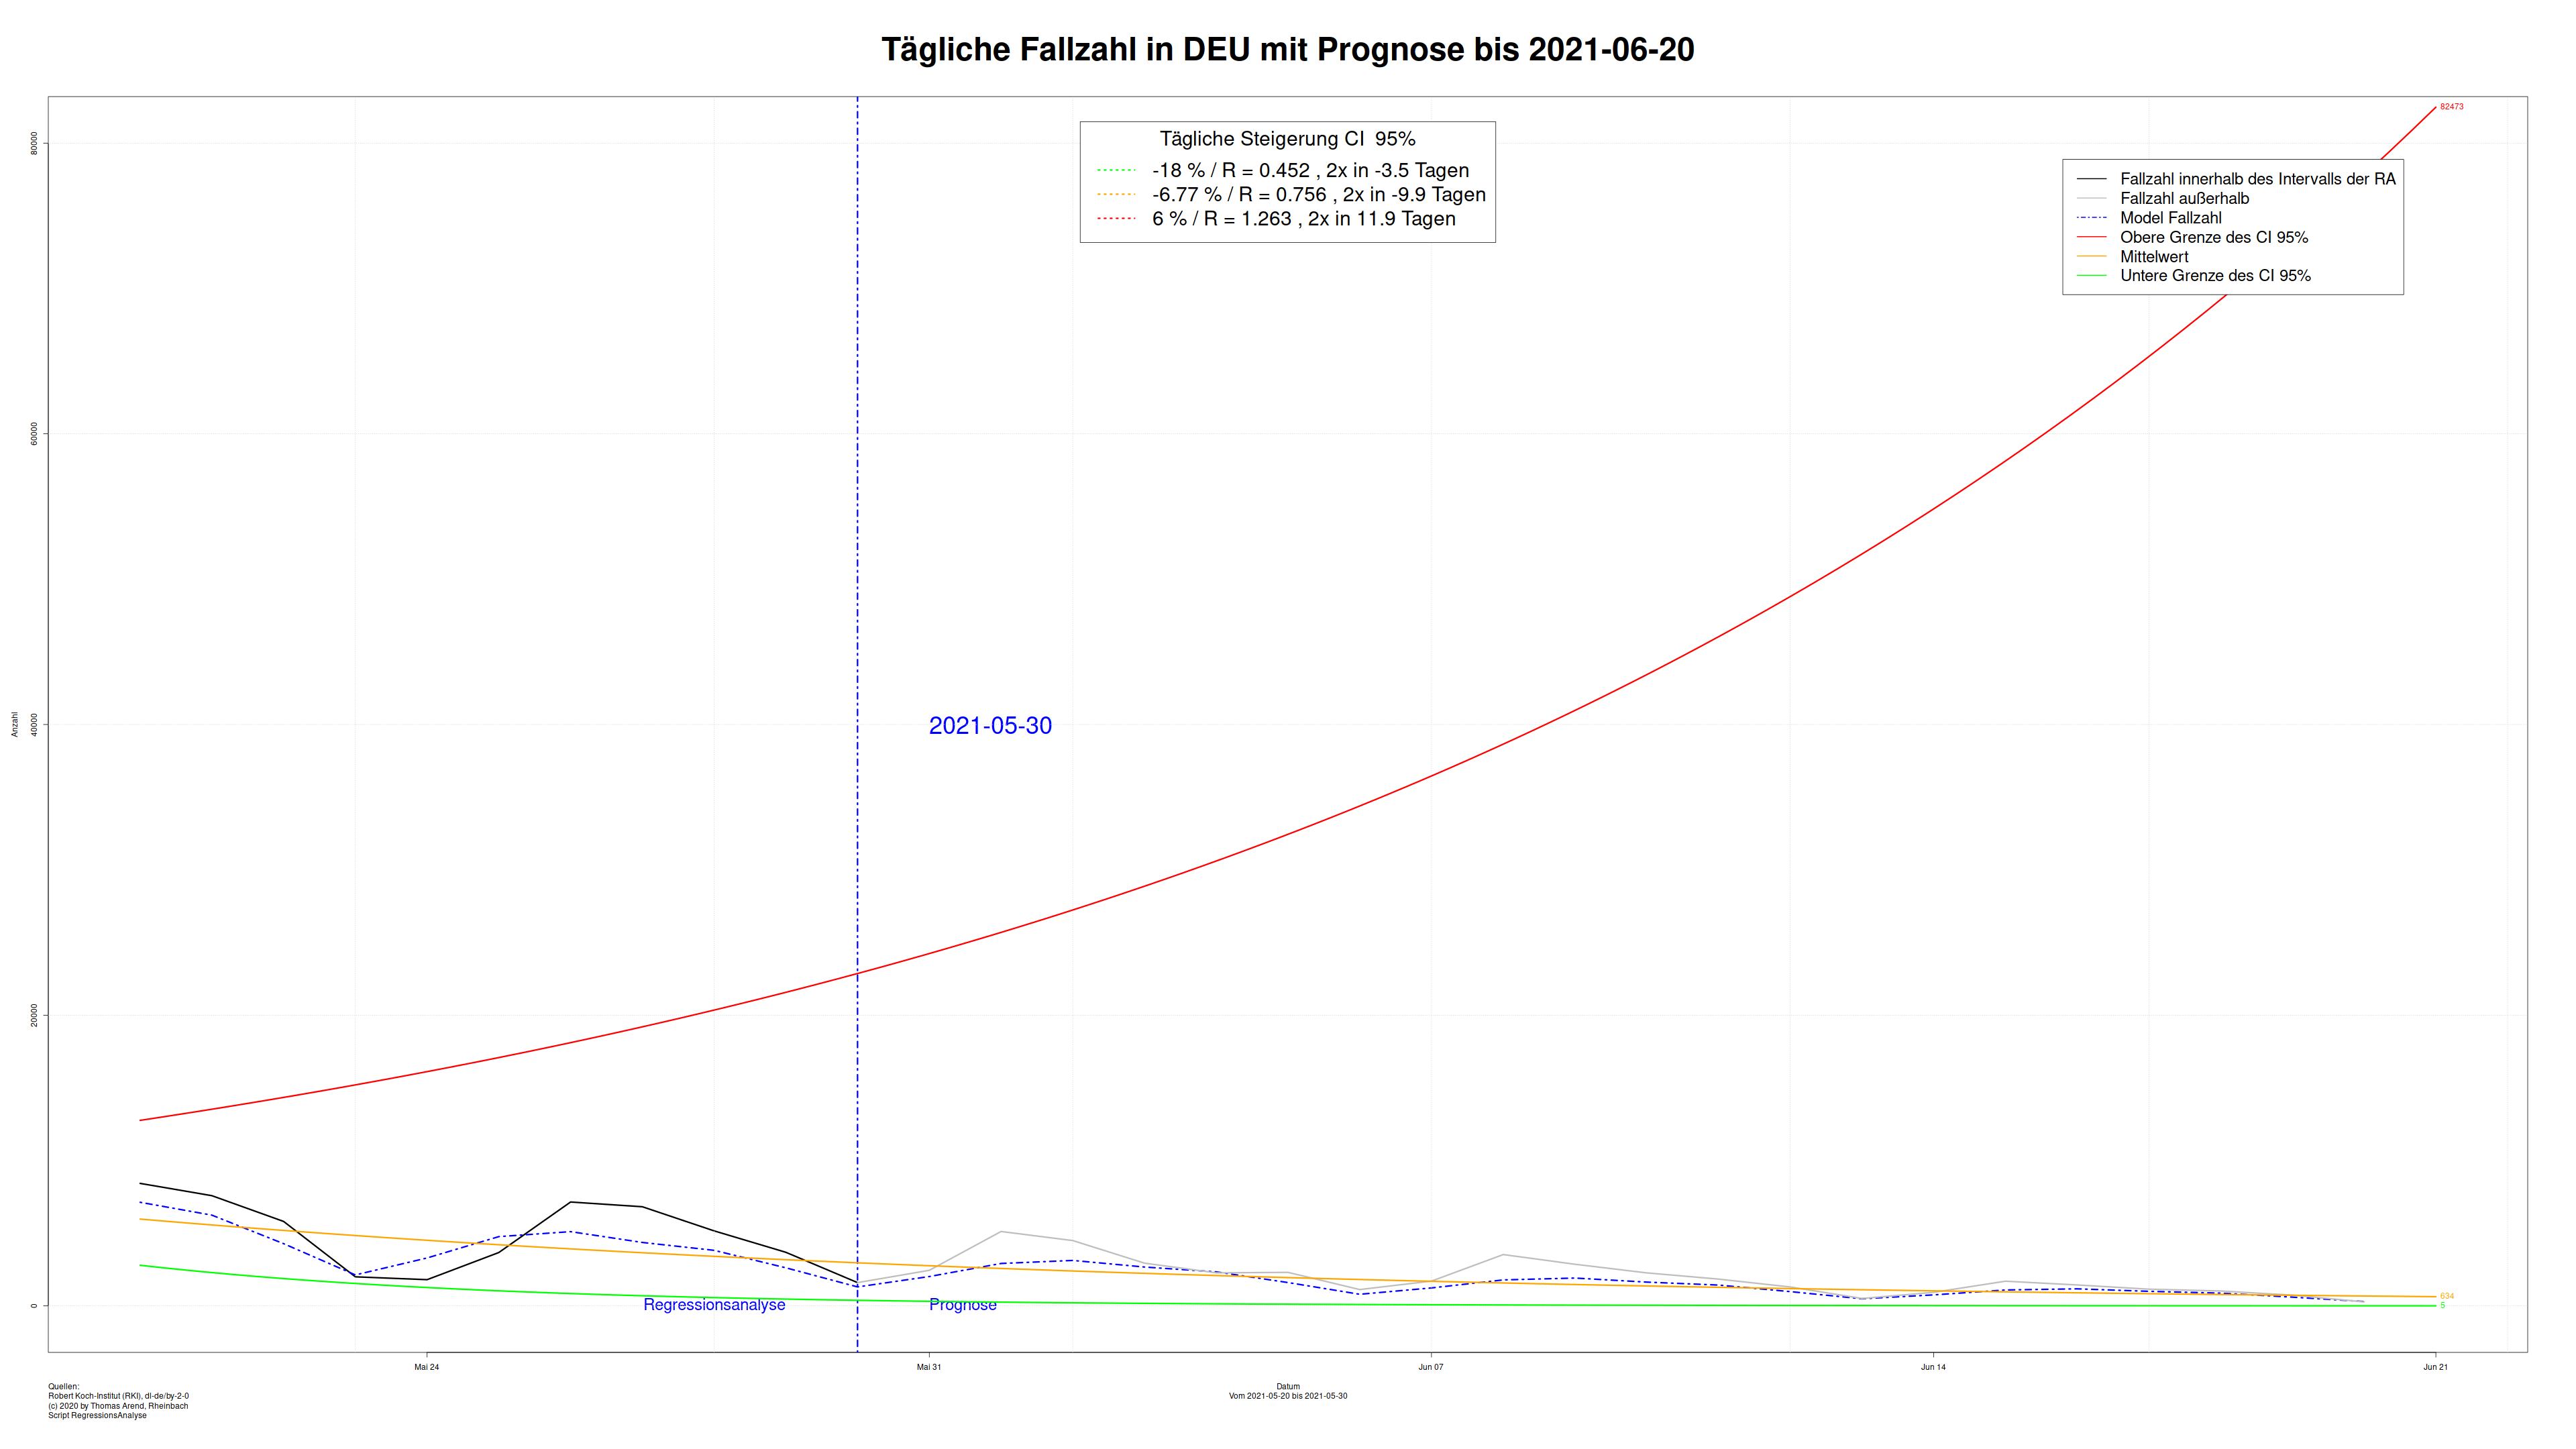 Tägliche Fallzahl in DEU mit Prognose bis 2021-06-20
82473
80000
60000
40000
20000
0
Anzahl
Tägliche Steigerung CI 95%
-18 % / R = 0.452 , 2x in -3.5 Tagen
-6.77 % / R = 0.756 , 2x in -9.9 Tagen
6 % / R = 1.263 , 2x in 11.9 Tagen
Fallzahl innerhalb des Intervalls der RA
Fallzahl außerhalb
Model Fallzahl
Obere Grenze des CI 95%
Mittelwert
Untere Grenze des CI 95%
2021-05-30
Regressionsanalyse
Prognose
634
5
Mai 24
Mai 31
Jun 07
Jun 14
Jun 21
Datum
Vom 2021-05-20 bis 2021-05-30
Quellen:
Robert Koch-Institut (RKI), dl-de/by-2-0
(c) 2020 by Thomas Arend, Rheinbach
Script RegressionsAnalyse